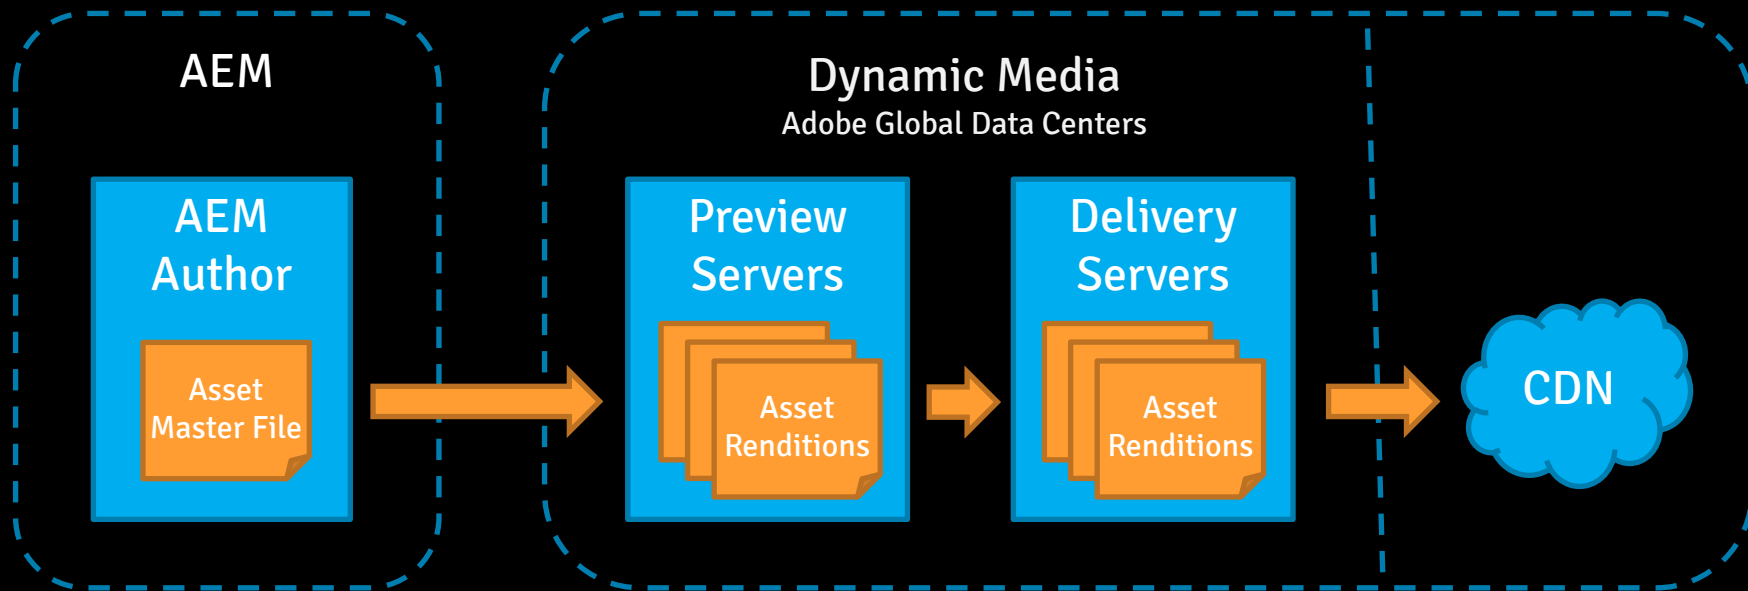 AEM
Dynamic Media
Adobe Global Data Centers
AEM
Author
Asset
Master File
Preview
Servers
Asset
Renditions
Delivery
Servers
Asset
Renditions
CDN